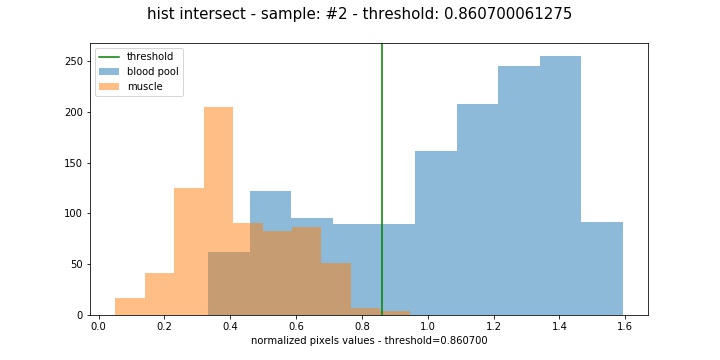 hist intersect - sample: #2 - threshold: 0.860700061275
threshold
blood pool
muscle
250
200
150
100
50
0
0.0 0.2 0.4 0.6 0.8 1.0 1.2 1.4 1.6
normalized pixels values - threshold=0.860700